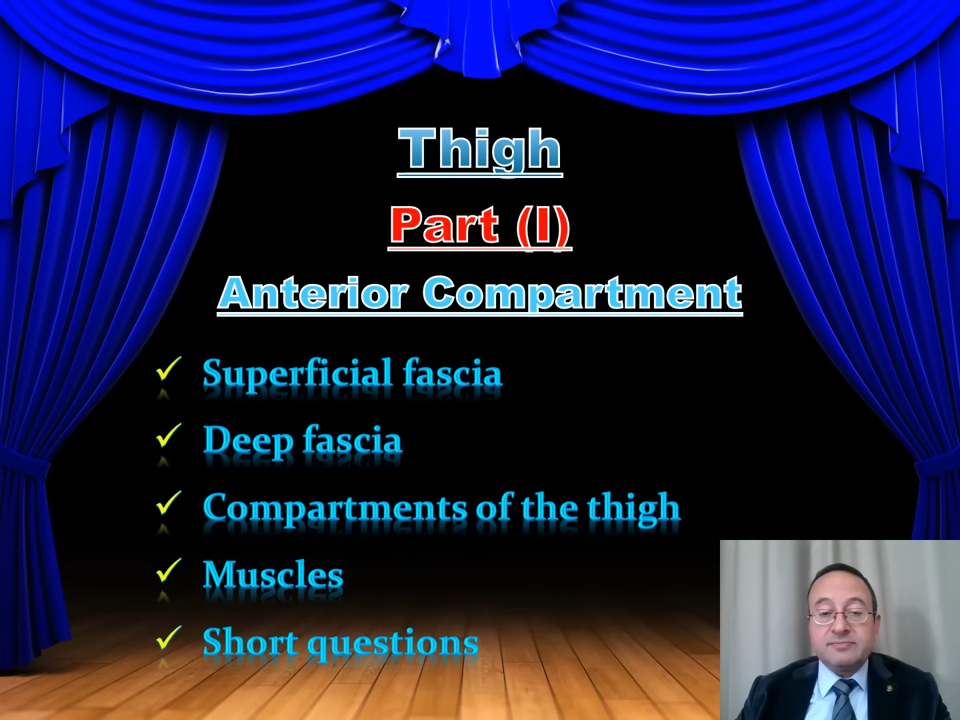 Thigh
Part (I)
Anterior Compartment
✓ Superficial fascia
✓ Deep fascia
✓ Compartments of the thigh
✓ Muscles
✓ Short questions